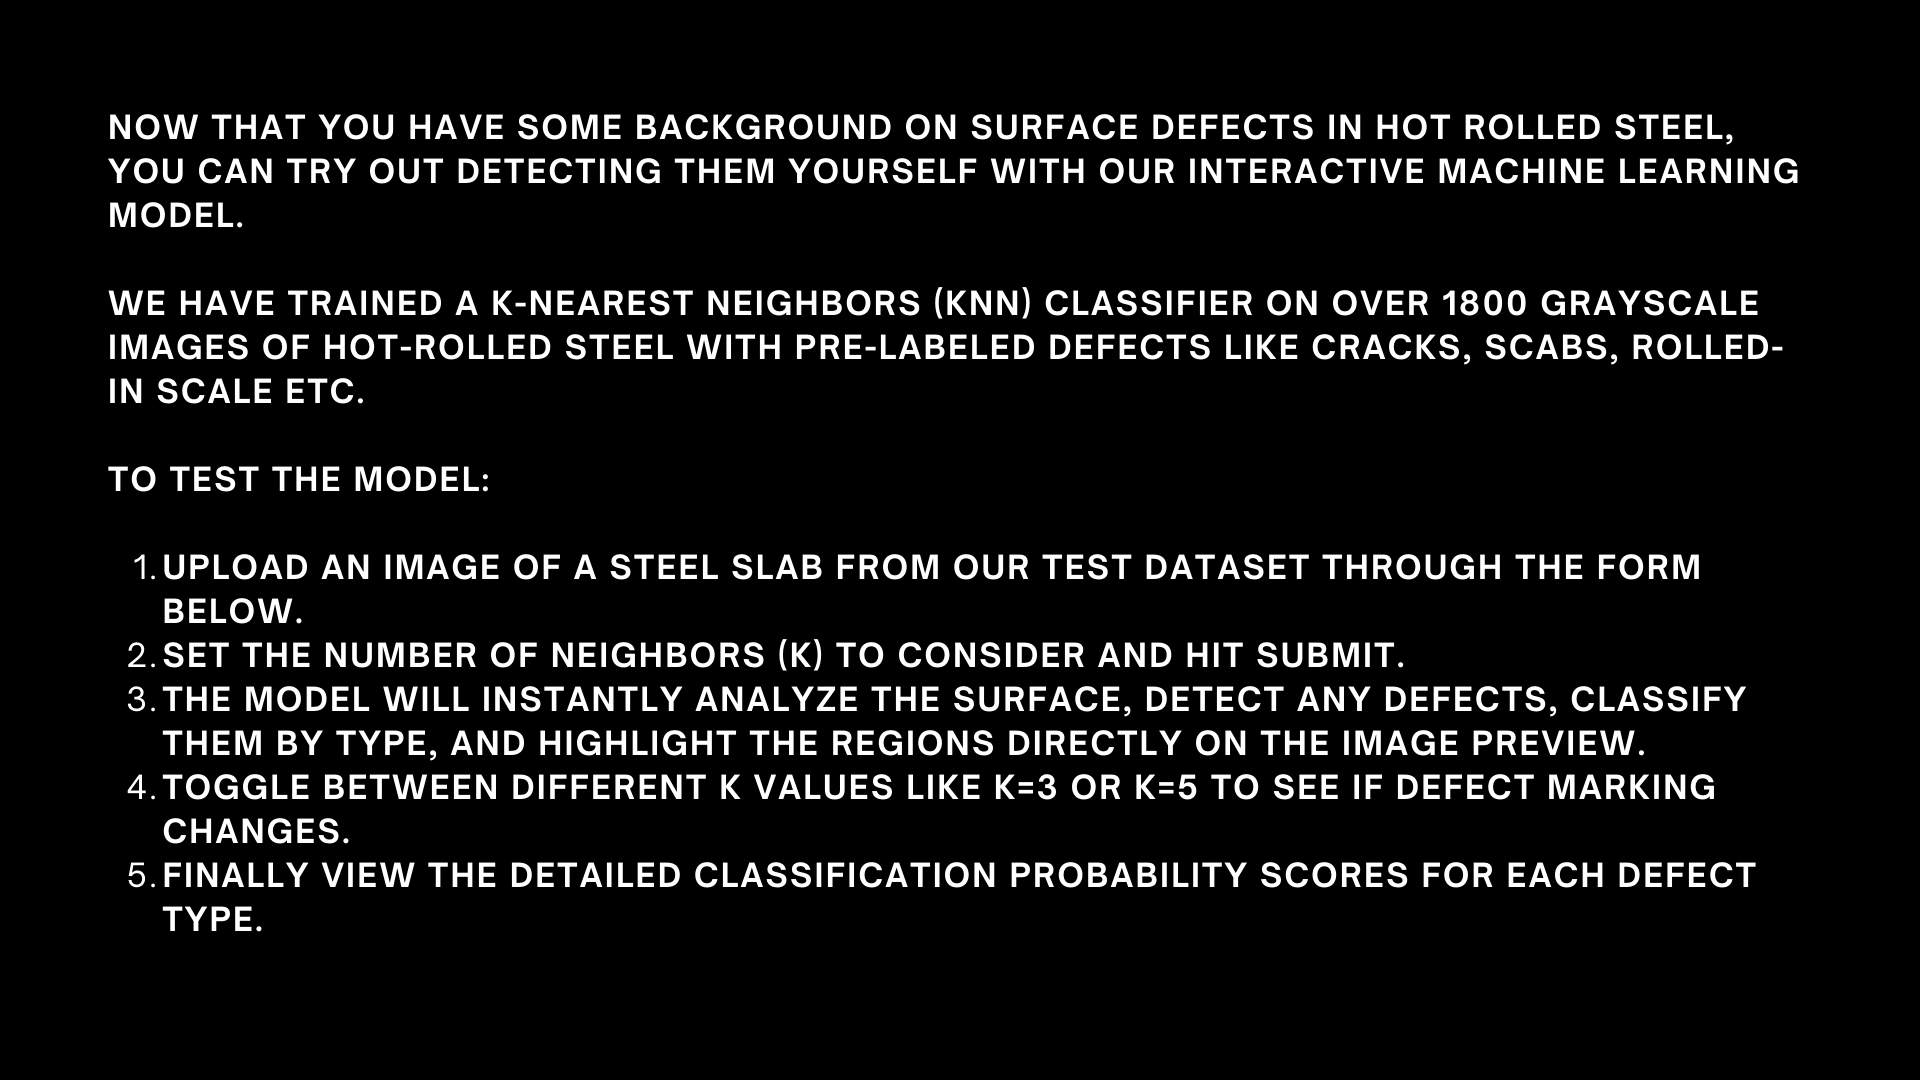 NOW THAT YOU HAVE SOME BACKGROUND ON SURFACE DEFECTS IN HOT ROLLED STEEL,
YOU CAN TRY OUT DETECTING THEM YOURSELF WITH OUR INTERACTIVE MACHINE LEARNING
MODEL.
WE HAVE TRAINED A K-NEAREST NEIGHBORS (KNN) CLASSIFIER ON OVER 1800 GRAYSCALE
IMAGES OF HOT-ROLLED STEEL WITH PRE-LABELED DEFECTS LIKE CRACKS, SCABS, ROLLED-
IN SCALE ETC.
TO TEST THE MODEL:
1. UPLOAD AN IMAGE OF A STEEL SLAB FROM OUR TEST DATASET THROUGH THE FORM
BELOW.
2. SET THE NUMBER OF NEIGHBORS (K) TO CONSIDER AND HIT SUBMIT.
3. THE MODEL WILL INSTANTLY ANALYZE THE SURFACE, DETECT ANY DEFECTS, CLASSIFY
THEM BY TYPE, AND HIGHLIGHT THE REGIONS DIRECTLY ON THE IMAGE PREVIEW.
4. TOGGLE BETWEEN DIFFERENT K VALUES LIKE K=3 OR K=5 TO SEE IF DEFECT MARKING
CHANGES.
5. FINALLY VIEW THE DETAILED CLASSIFICATION PROBABILITY SCORES FOR EACH DEFECT
TYPE.